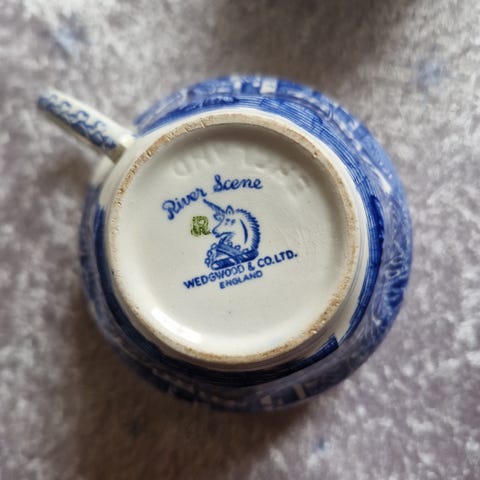 River Scene
R
WEDGWOOD & CO. LTD.
ENGLAND